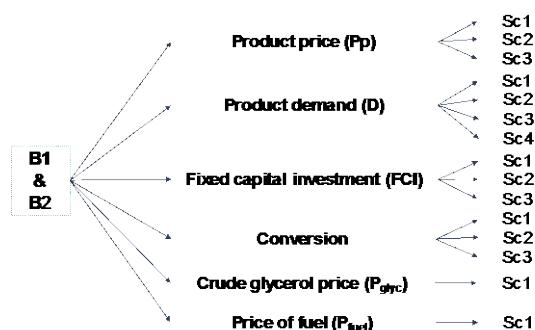 B1
&
B2
Product price (Pp)
Sc1
Sc2
Sc3
Product demand (D)
Sc1
Sc2
Sc3
Sc4
Fixed capital investment (FCI)
Sc1
Sc2
Sc3
Conversion
Sc1
Sc2
Sc3
Crude glycerol price (Pglyc)
Sc1
Price of fuel (Pfuel)
Sc1